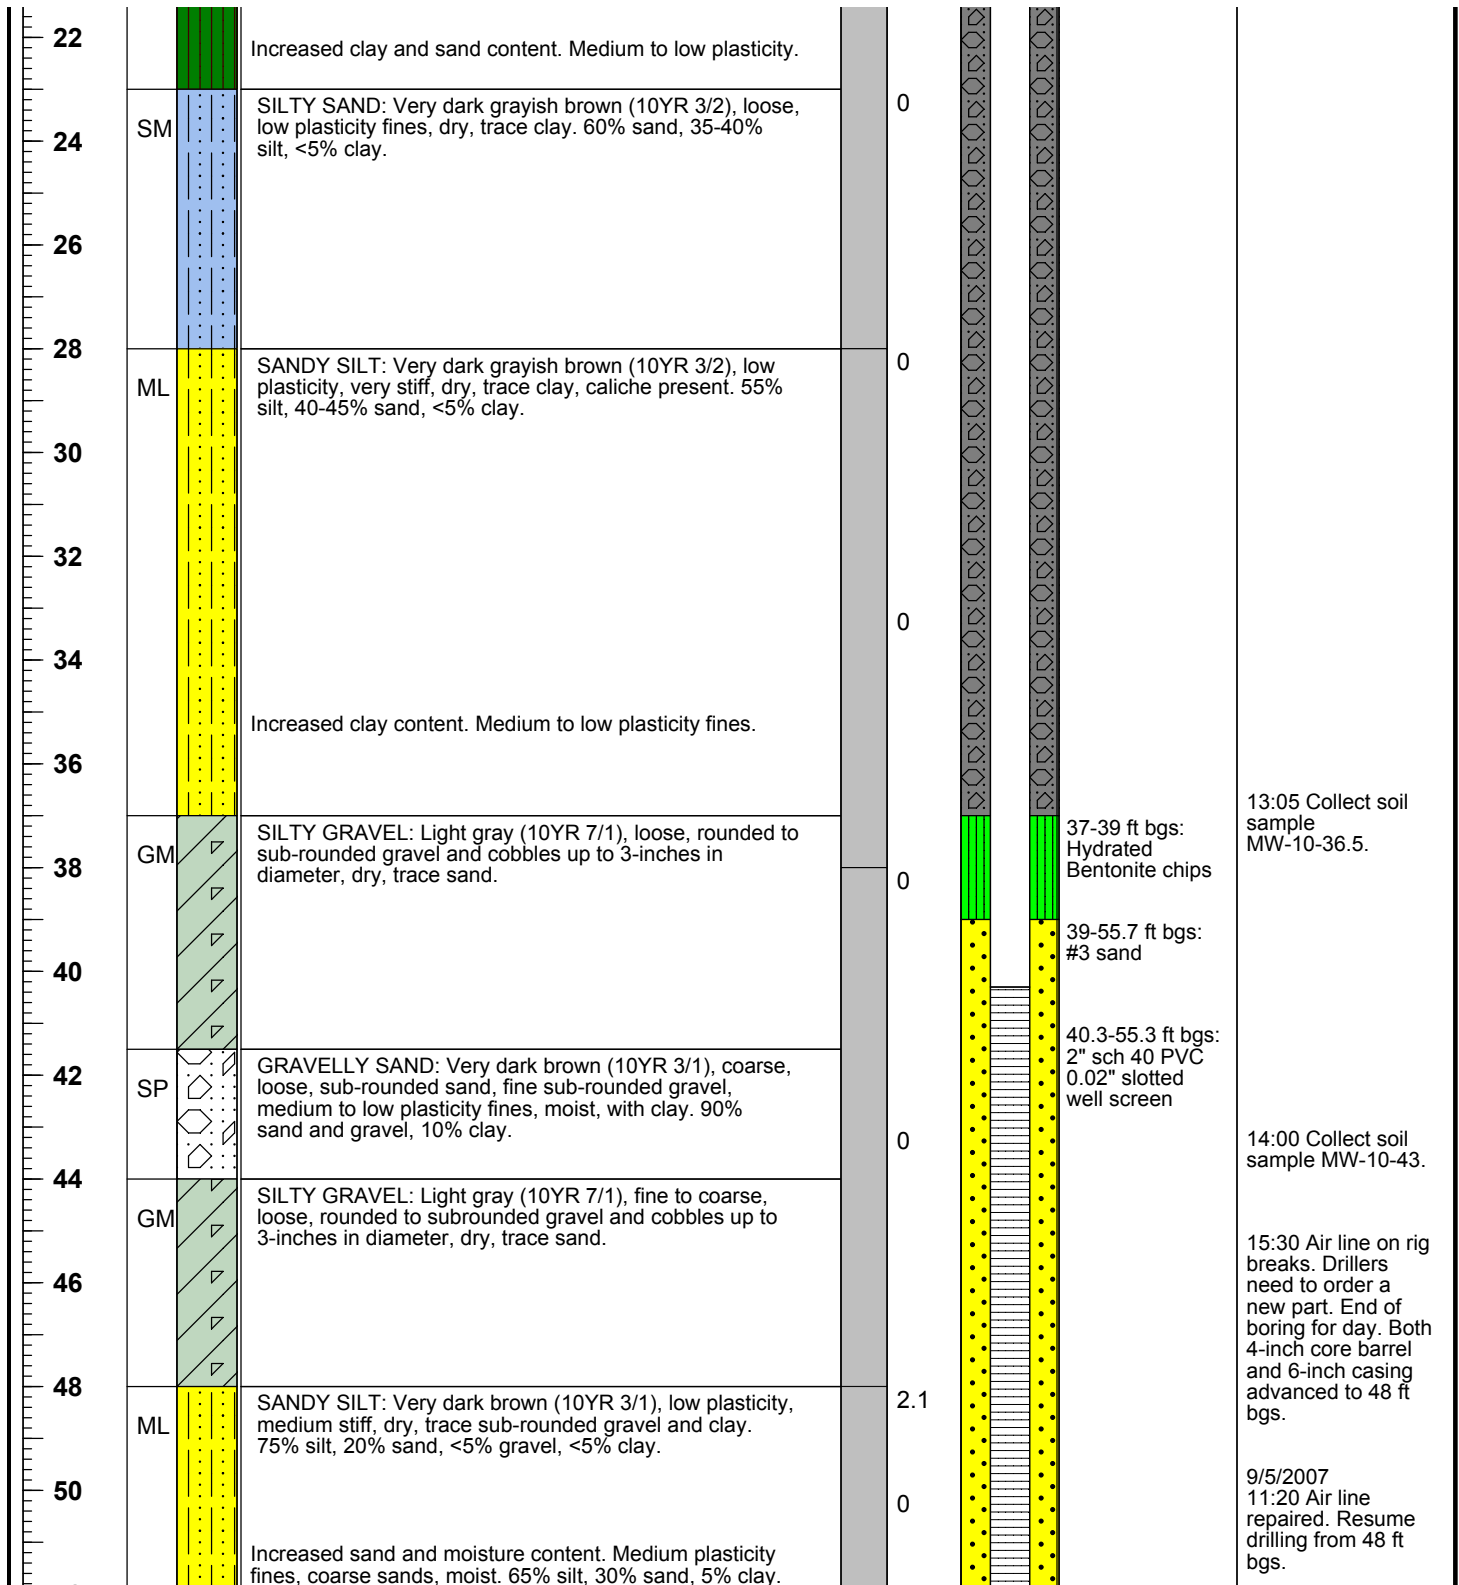 22
Increased clay and sand content. Medium to low plasticity.
SM
SILTY SAND: Very dark grayish brown (10YR 3/2), loose,
low plasticity fines, dry, trace clay. 60% sand, 35-40%
silt, <5% clay.
0
24
26
28
ML
SANDY SILT: Very dark grayish brown (10YR 3/2), low
plasticity, very stiff, dry, trace clay, caliche present. 55%
silt, 40-45% sand, <5% clay.
0
30
32
0
34
Increased clay content. Medium to low plasticity fines.
36
13:05 Collect soil
sample
MW-10-36.5.
GM
SILTY GRAVEL: Light gray (10YR 7/1), loose, rounded to
sub-rounded gravel and cobbles up to 3-inches in
diameter, dry, trace sand.
37-39 ft bgs:
Hydrated
Bentonite chips
38
0
39-55.7 ft bgs:
#3 sand
40
40.3-55.3 ft bgs:
2" sch 40 PVC
0.02" slotted
well screen
42
SP
GRAVELLY SAND: Very dark brown (10YR 3/1), coarse,
loose, sub-rounded sand, fine sub-rounded gravel,
medium to low plasticity fines, moist, with clay. 90%
sand and gravel, 10% clay.
0
14:00 Collect soil
sample MW-10-43.
44
GM
SILTY GRAVEL: Light gray (10YR 7/1), fine to coarse,
loose, rounded to subrounded gravel and cobbles up to
3-inches in diameter, dry, trace sand.
46
15:30 Air line on rig
breaks. Drillers
need to order a
new part. End of
boring for day. Both
4-inch core barrel
and 6-inch casing
advanced to 48 ft
bgs.
48
ML
SANDY SILT: Very dark brown (10YR 3/1), low plasticity,
medium stiff, dry, trace sub-rounded gravel and clay.
75% silt, 20% sand, <5% gravel, <5% clay.
2.1
50
0
9/5/2007
11:20 Air line
repaired. Resume
drilling from 48 ft
bgs.
Increased sand and moisture content. Medium plasticity
fines, coarse sands, moist. 65% silt, 30% sand, 5% clay.